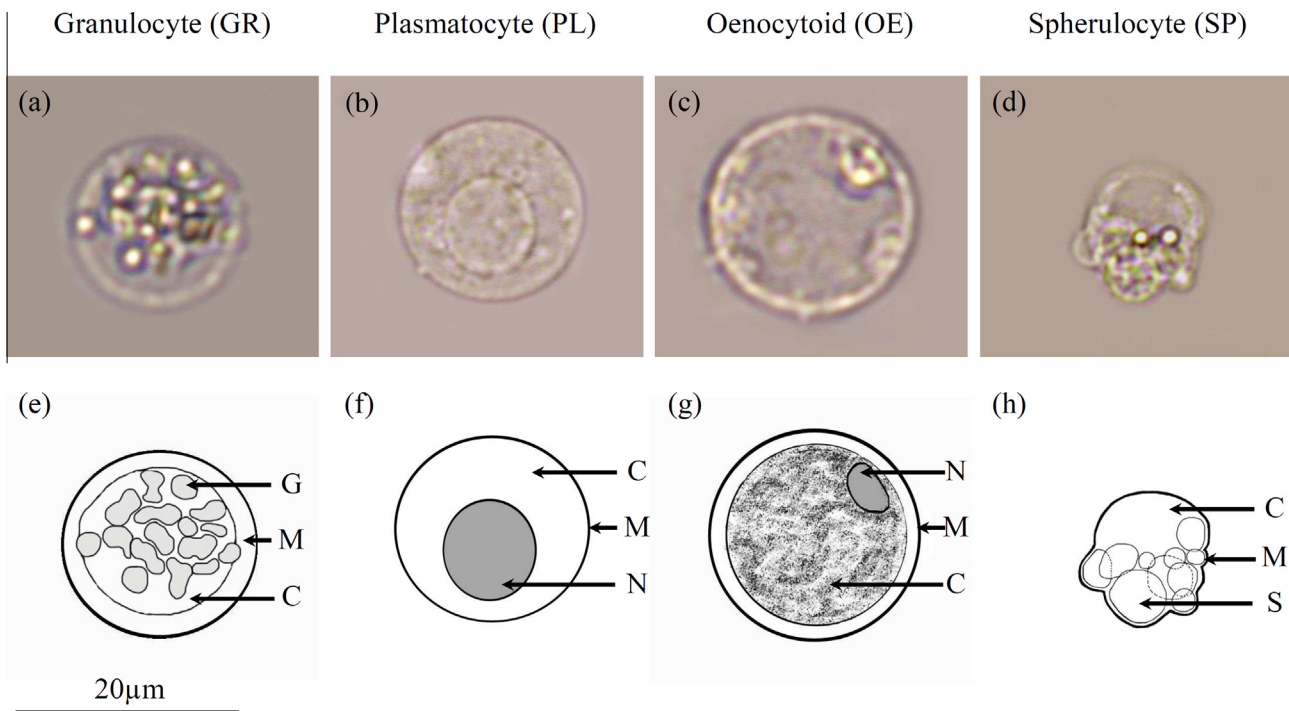 Granulocyte (GR) Plasmatocyte (PL) Oenocytoid (OE) Spherulocyte (SP)
(a) (b) (c) (d)
(e) (f) (g) (h)
G
M
C
C
M
N
N
M
C
C
M
S
20µm